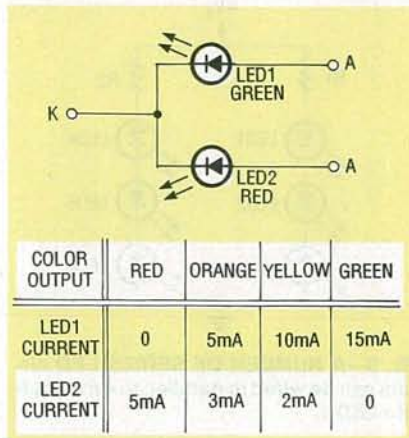 LED1
GREEN
A
K
LED2
RED
A
COLOR OUTPUT RED ORANGE YELLOW GREEN
LED1 CURRENT 0 5mA 10mA 15mA
LED2 CURRENT 5mA 3mA 2mA 0